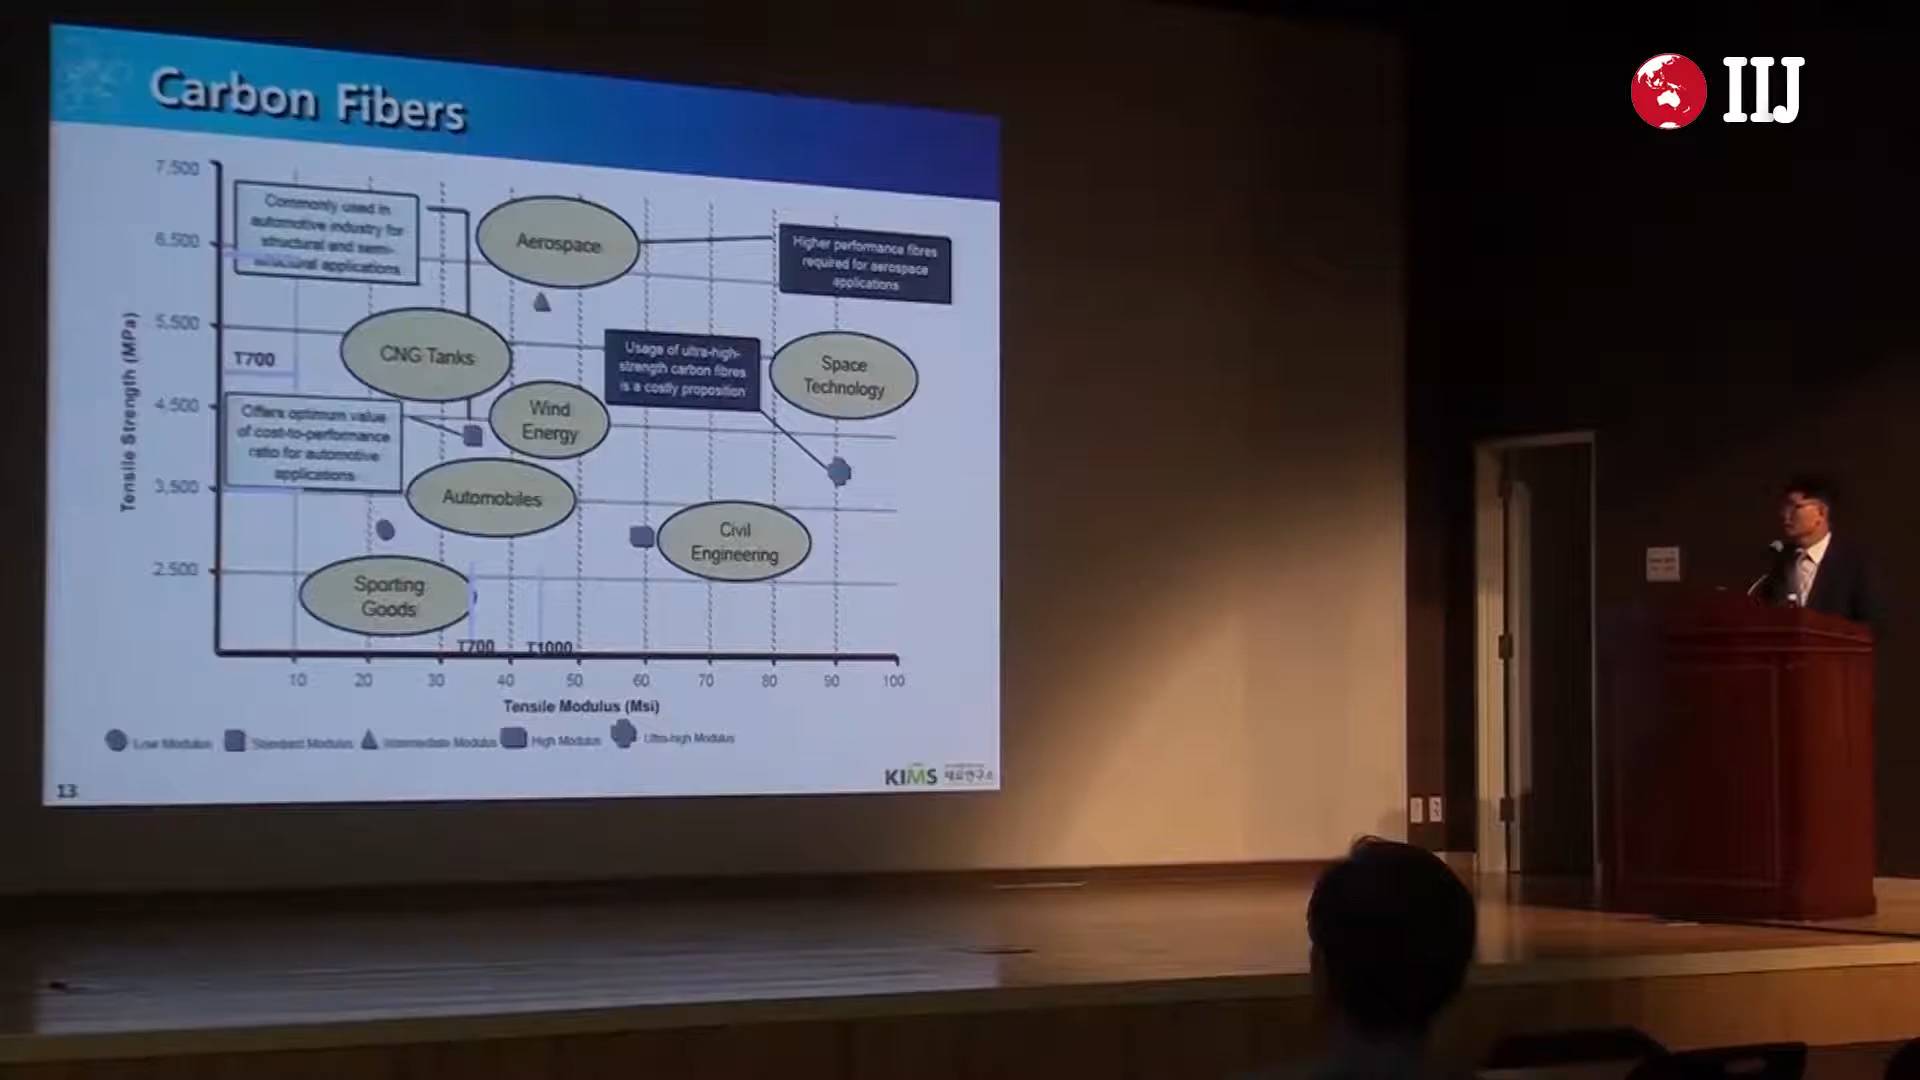 IIJ
Carbon Fibers
7,500
6,500
5,500
4,500
3,500
2,500
Tensile Strength (MPa)
Commonly used in
automotive industry for
structural and semi-
structural applications
Aerospace
Higher performance fibres
required for aerospace
applications
T700
CNG Tanks
Usage of ultra-high-
strength carbon fibres
is a costly proposition
Space
Technology
Offers optimum value
of cost-to-performance
ratio for automotive
applications
Wind
Energy
Automobiles
Civil
Engineering
Sporting
Goods
T700 T1000
10 20 30 40 50 60 70 80 90 100
Tensile Modulus (Msi)
Low Modulus Standard Modulus Intermediate Modulus High Modulus Ultra-high Modulus
13
KIMS 재료연구소